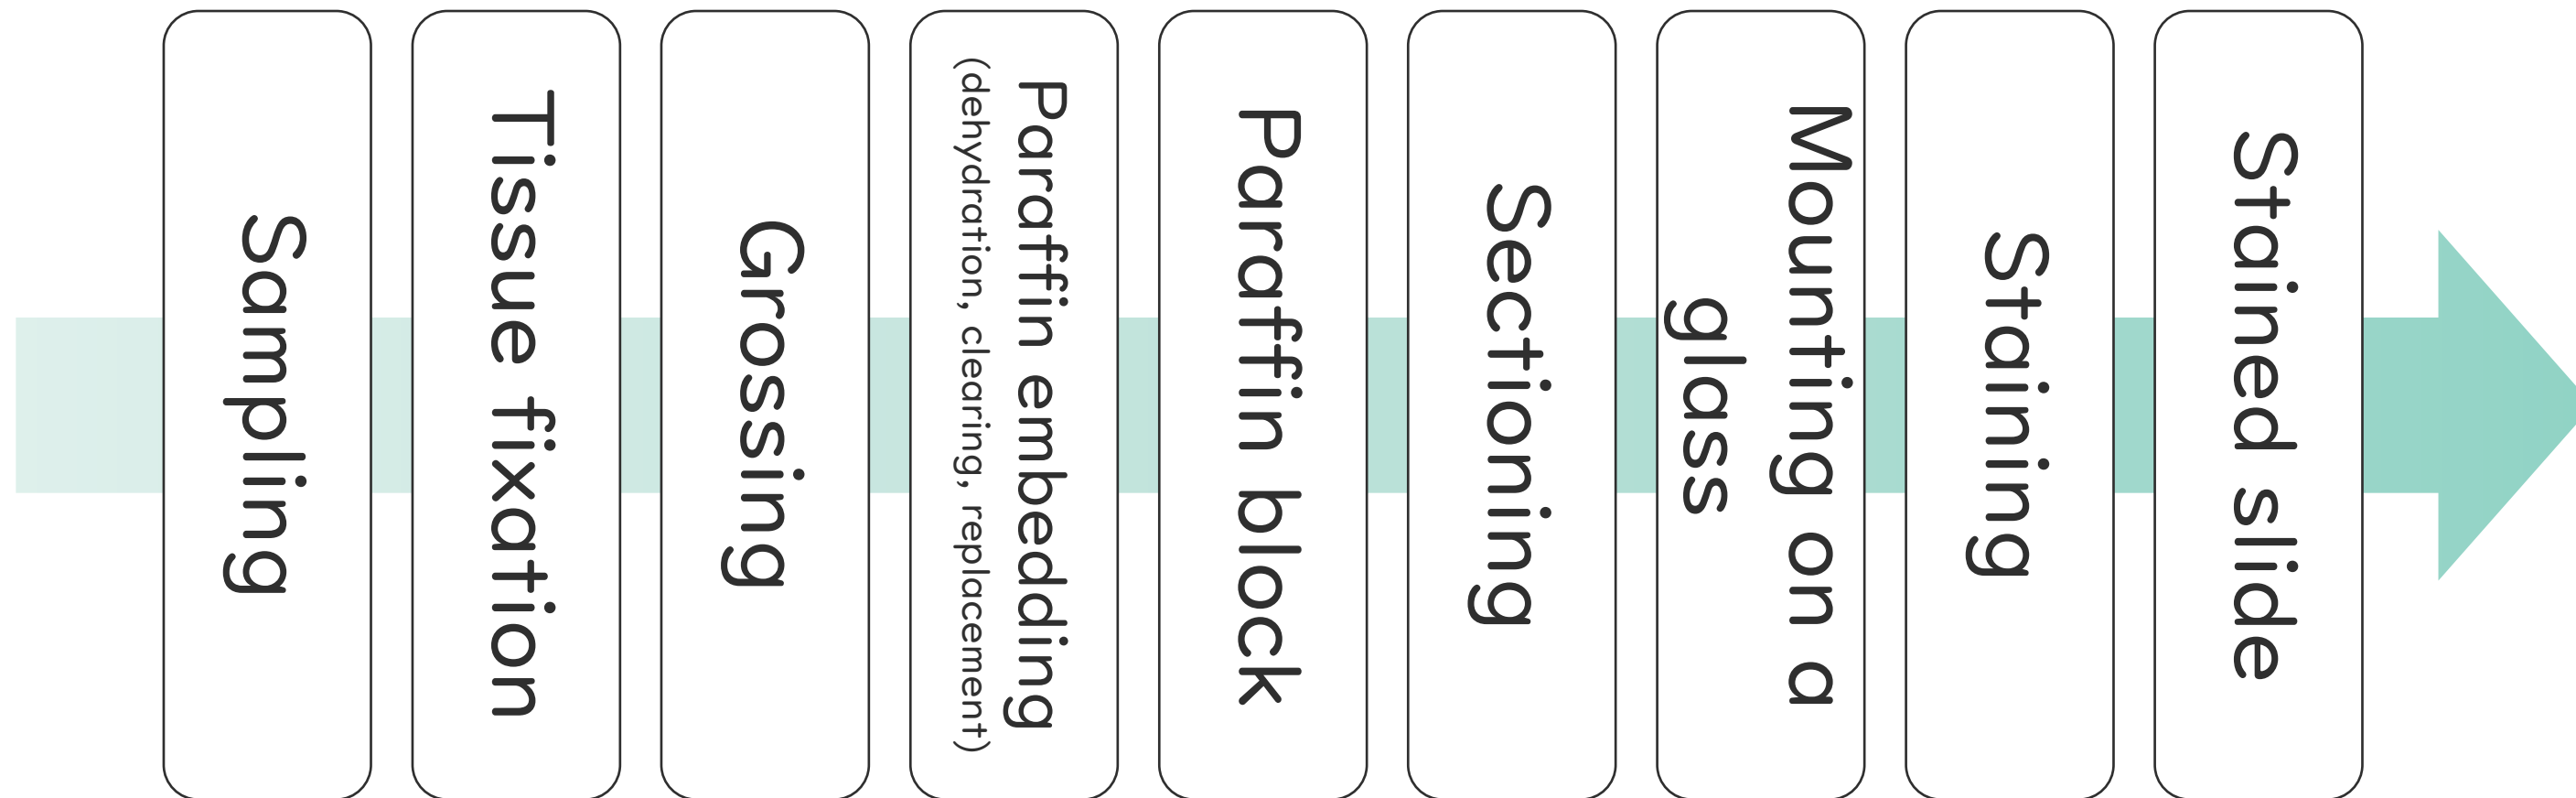 Sampling
Tissue fixation
Grossing
Paraffin embedding
(dehydration, clearing, replacement)
Paraffin block
Sectioning
Mounting on a
glass
Staining
Stained slide